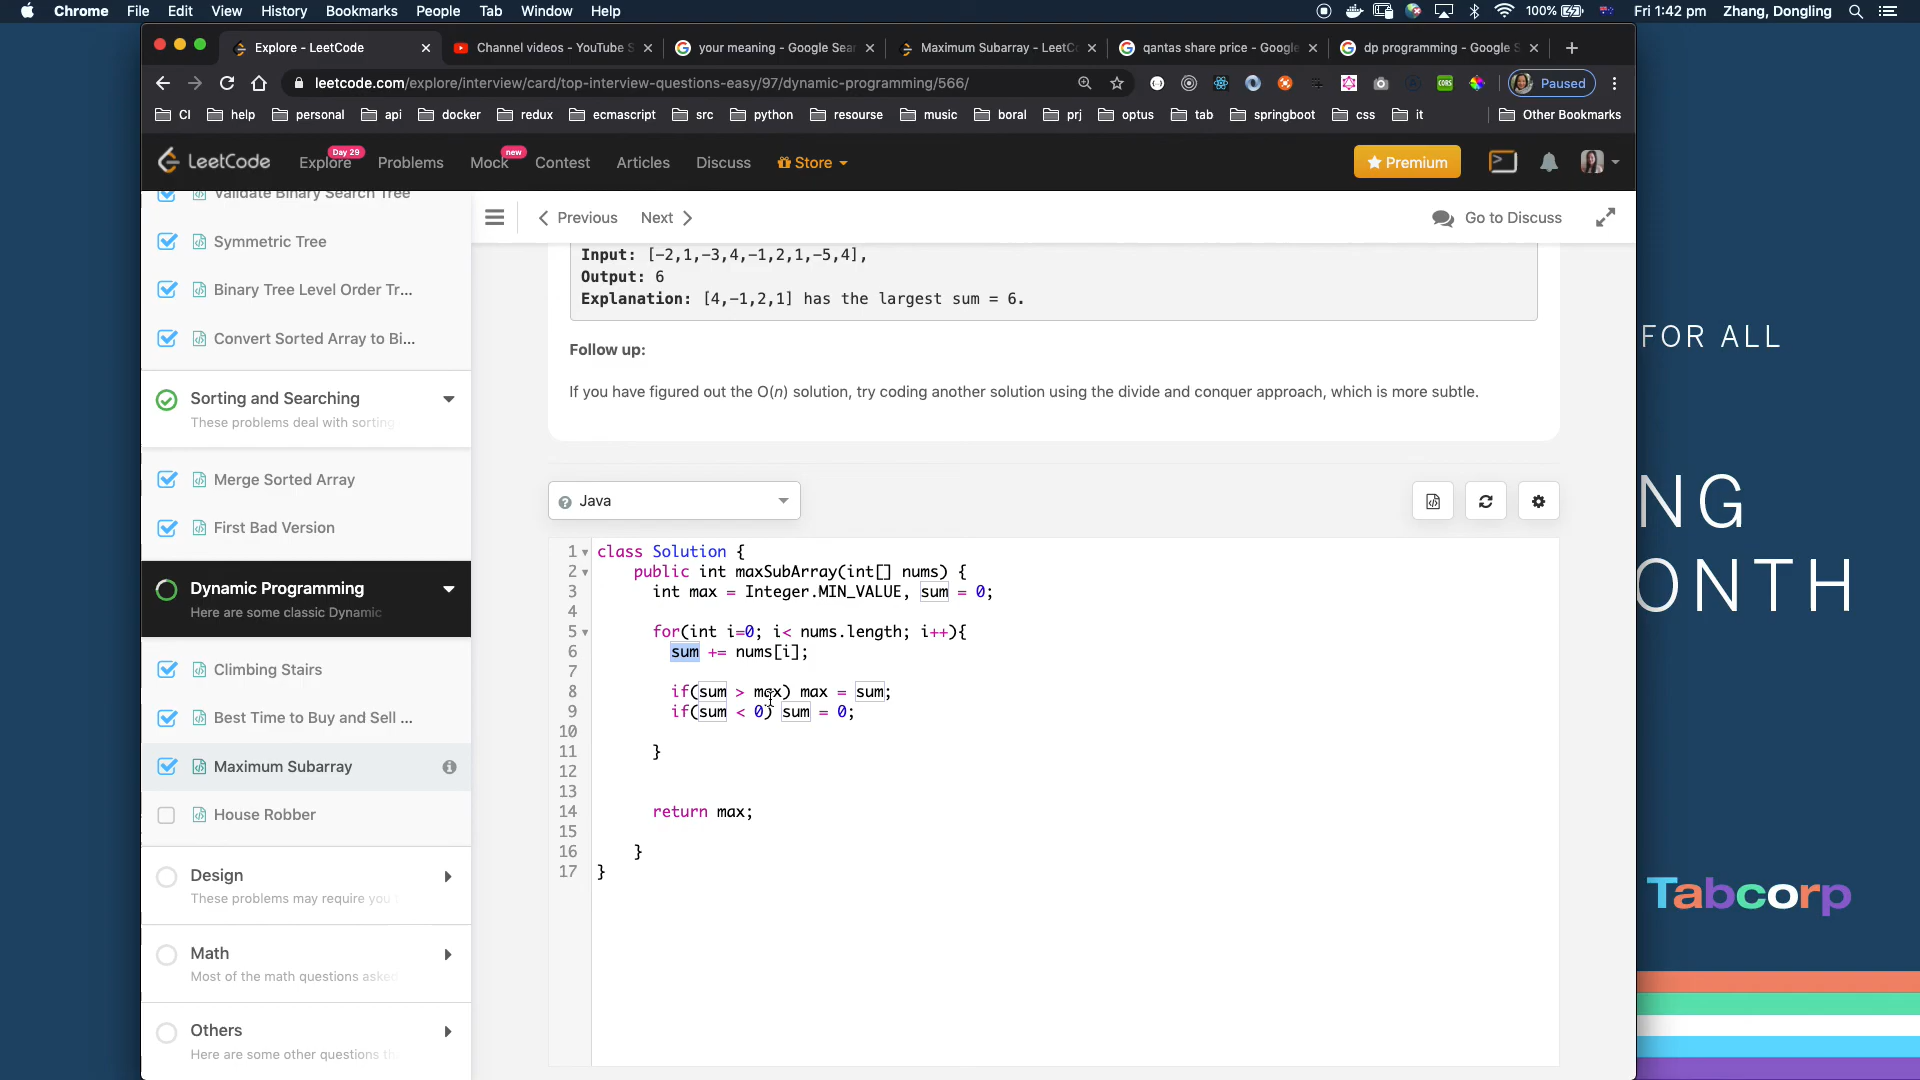 Chrome File Edit View History Bookmarks People Tab Window Help
100% Fri 1:42 pm Zhang, Dongling
Explore - LeetCode
Channel videos - YouTube S
your meaning - Google Sear
Maximum Subarray - LeetC
qantas share price - Google
dp programming - Google S
leetcode.com/explore/interview/card/top-interview-questions-easy/97/dynamic-programming/566/
CORS
Paused
CI help personal api docker redux ecmascript src python resourse music boral prj optus tab springboot css it Other Bookmarks
LeetCode Explore Day 29 Problems Mock new Contest Articles Discuss Store Premium
Validate Binary Search Tree
Symmetric Tree
Binary Tree Level Order Tr...
Convert Sorted Array to Bi...
Sorting and Searching
These problems deal with sorting
Merge Sorted Array
First Bad Version
Dynamic Programming
Here are some classic Dynamic
Climbing Stairs
Best Time to Buy and Sell ...
Maximum Subarray
House Robber
Design
These problems may require you
Math
Most of the math questions asked
Others
Here are some other questions th
Previous Next Go to Discuss
Input: [-2,1,-3,4,-1,2,1,-5,4],
Output: 6
Explanation: [4,-1,2,1] has the largest sum = 6.
Follow up:
If you have figured out the O(n) solution, try coding another solution using the divide and conquer approach, which is more subtle.
Java
1 class Solution {
2 public int maxSubArray(int[] nums) {
3 int max = Integer.MIN_VALUE, sum = 0;
4
5 for(int i=0; i< nums.length; i++){
6 sum += nums[i];
7
8 if(sum > max) max = sum;
9 if(sum < 0) sum = 0;
10
11 }
12
13
14 return max;
15
16 }
17 }
FOR ALL
NG
ONTH
Tabcorp